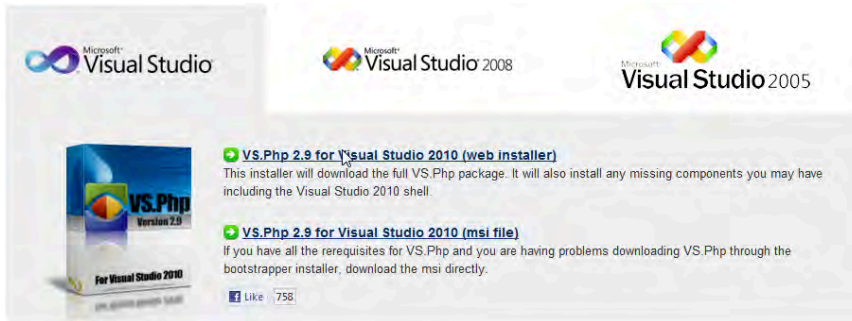 Microsoft
Visual Studio
Microsoft
Visual Studio 2008
Microsoft
Visual Studio 2005
VS.Php 2.9 for Visual Studio 2010 (web installer)
This installer will download the full VS.Php package. It will also install any missing components you may have
including the Visual Studio 2010 shell.
VS.Php
Version 2.9
For Visual Studio 2010
VS.Php 2.9 for Visual Studio 2010 (msi file)
If you have all the rerequisites for VS.Php and you are having problems downloading VS.Php through the
bootstrapper installer, download the msi directly.
Like 758